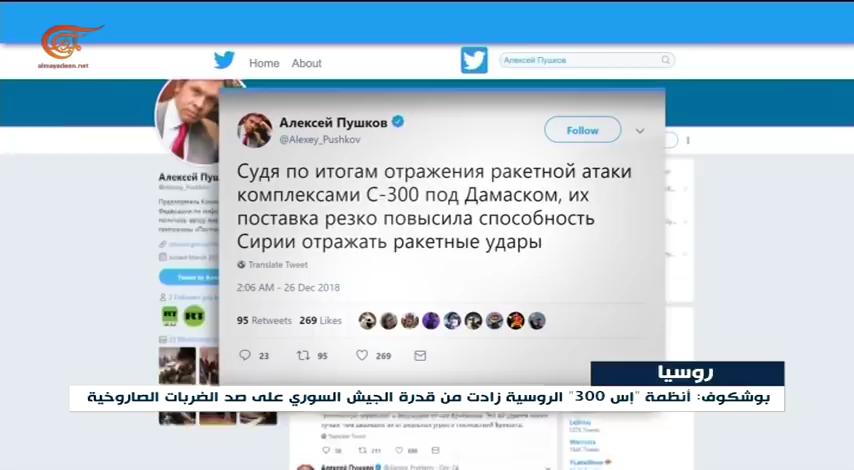 almayadeen.net
Home About
Алексей Пушков
Алексей Пушков
@Alexey_Pushkov
Follow
Судя по итогам отражения ракетной атаки
комплексами С-300 под Дамаском, их
поставка резко повысила способность
Сирии отражать ракетные удары
Translate Tweet
2:06 AM - 26 Dec 2018
95 Retweets 269 Likes
23 95 269
روسيا
بوشكوف: أنظمة "إس 300" الروسية زادت من قدرة الجيش السوري على صد الضربات الصاروخية